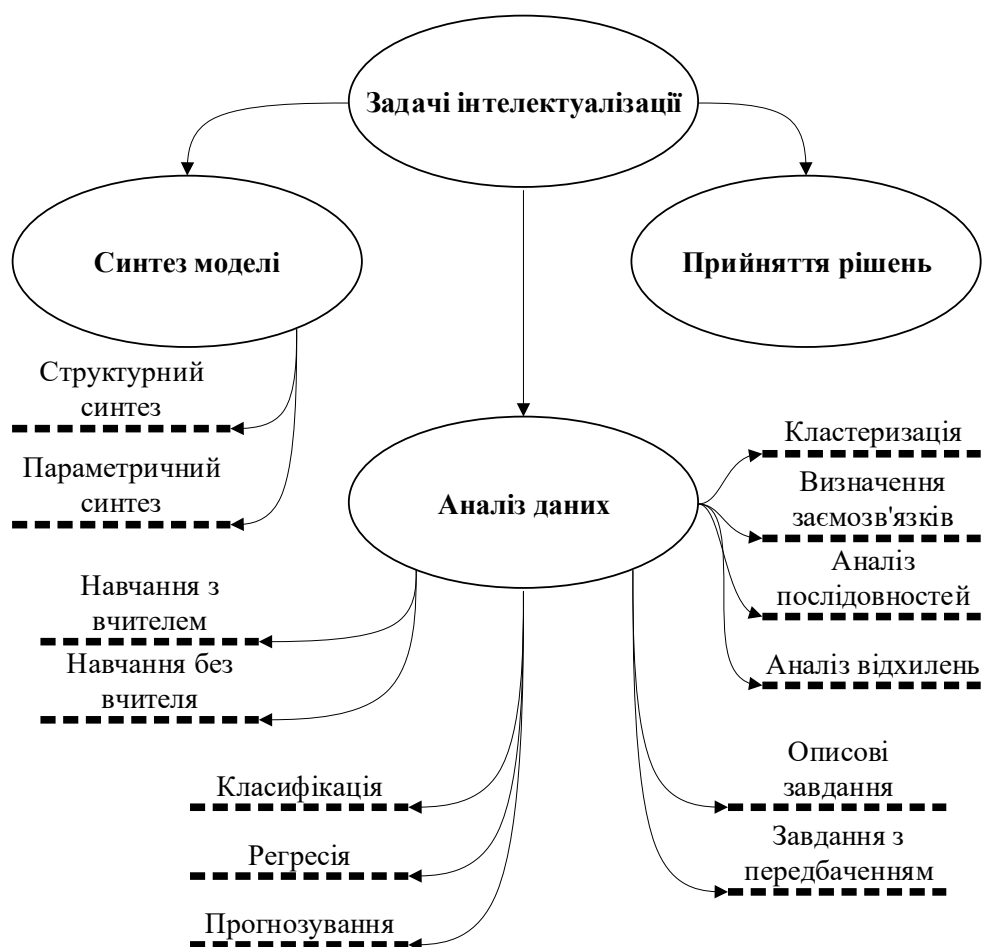 Задачі інтелектуалізації
Синтез моделі
Прийняття рішень
Структурний
синтез
Параметричний
синтез
Аналіз даних
Кластеризація
Визначення
заємозв'язків
Аналіз
послідовностей
Аналіз відхилень
Навчання з
вчителем
Навчання без
вчителя
Класифікація
Регресія
Прогнозування
Описові
завдання
Завдання з
передбаченням